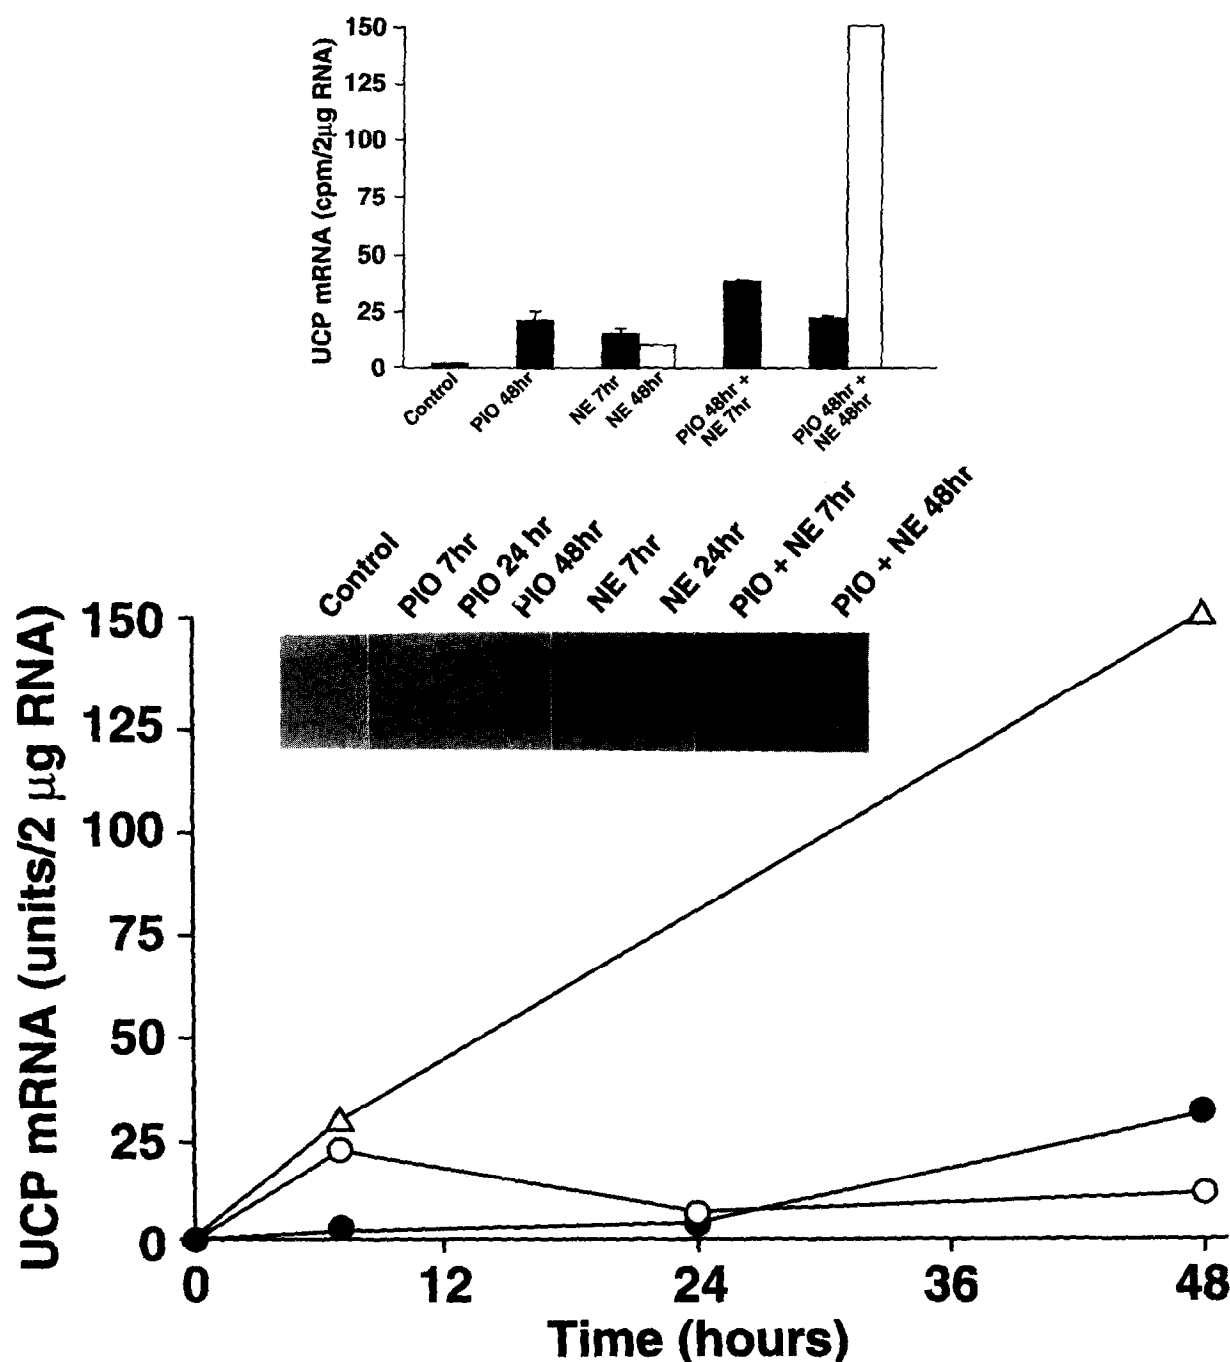 UCP mRNA (cpm/2μg RNA)
150
125
100
75
50
25
0
Control
PIO 48hr
NE 7hr
NE 48hr
PIO 48hr +
NE 7hr
PIO 48hr +
NE 48hr
Control
PIO 7hr
PIO 24 hr
PIO 48hr
NE 7hr
NE 24hr
PIO + NE 7hr
PIO + NE 48hr
UCP mRNA (units/2 μg RNA)
150
125
100
75
50
25
0
0 12 24 36 48
Time (hours)